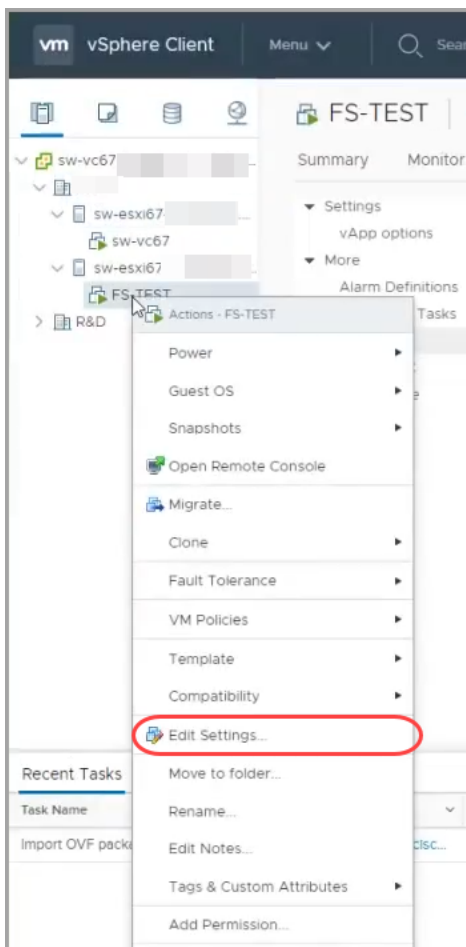 vm vSphere Client Menu Sear
FS-TEST
sw-vc67
Summary Monitor
Settings
sw-esxi67
vApp options
sw-vc67
More
sw-esxi67
Alarm Definitions
FS-TEST
Tasks
R&D
Actions - FS-TEST
Power
Guest OS
Snapshots
Open Remote Console
Migrate...
Clone
Fault Tolerance
VM Policies
Template
Compatibility
Edit Settings...
Recent Tasks
Move to folder...
Task Name
Rename...
Import OVF packa
cisc...
Edit Notes...
Tags & Custom Attributes
Add Permission...